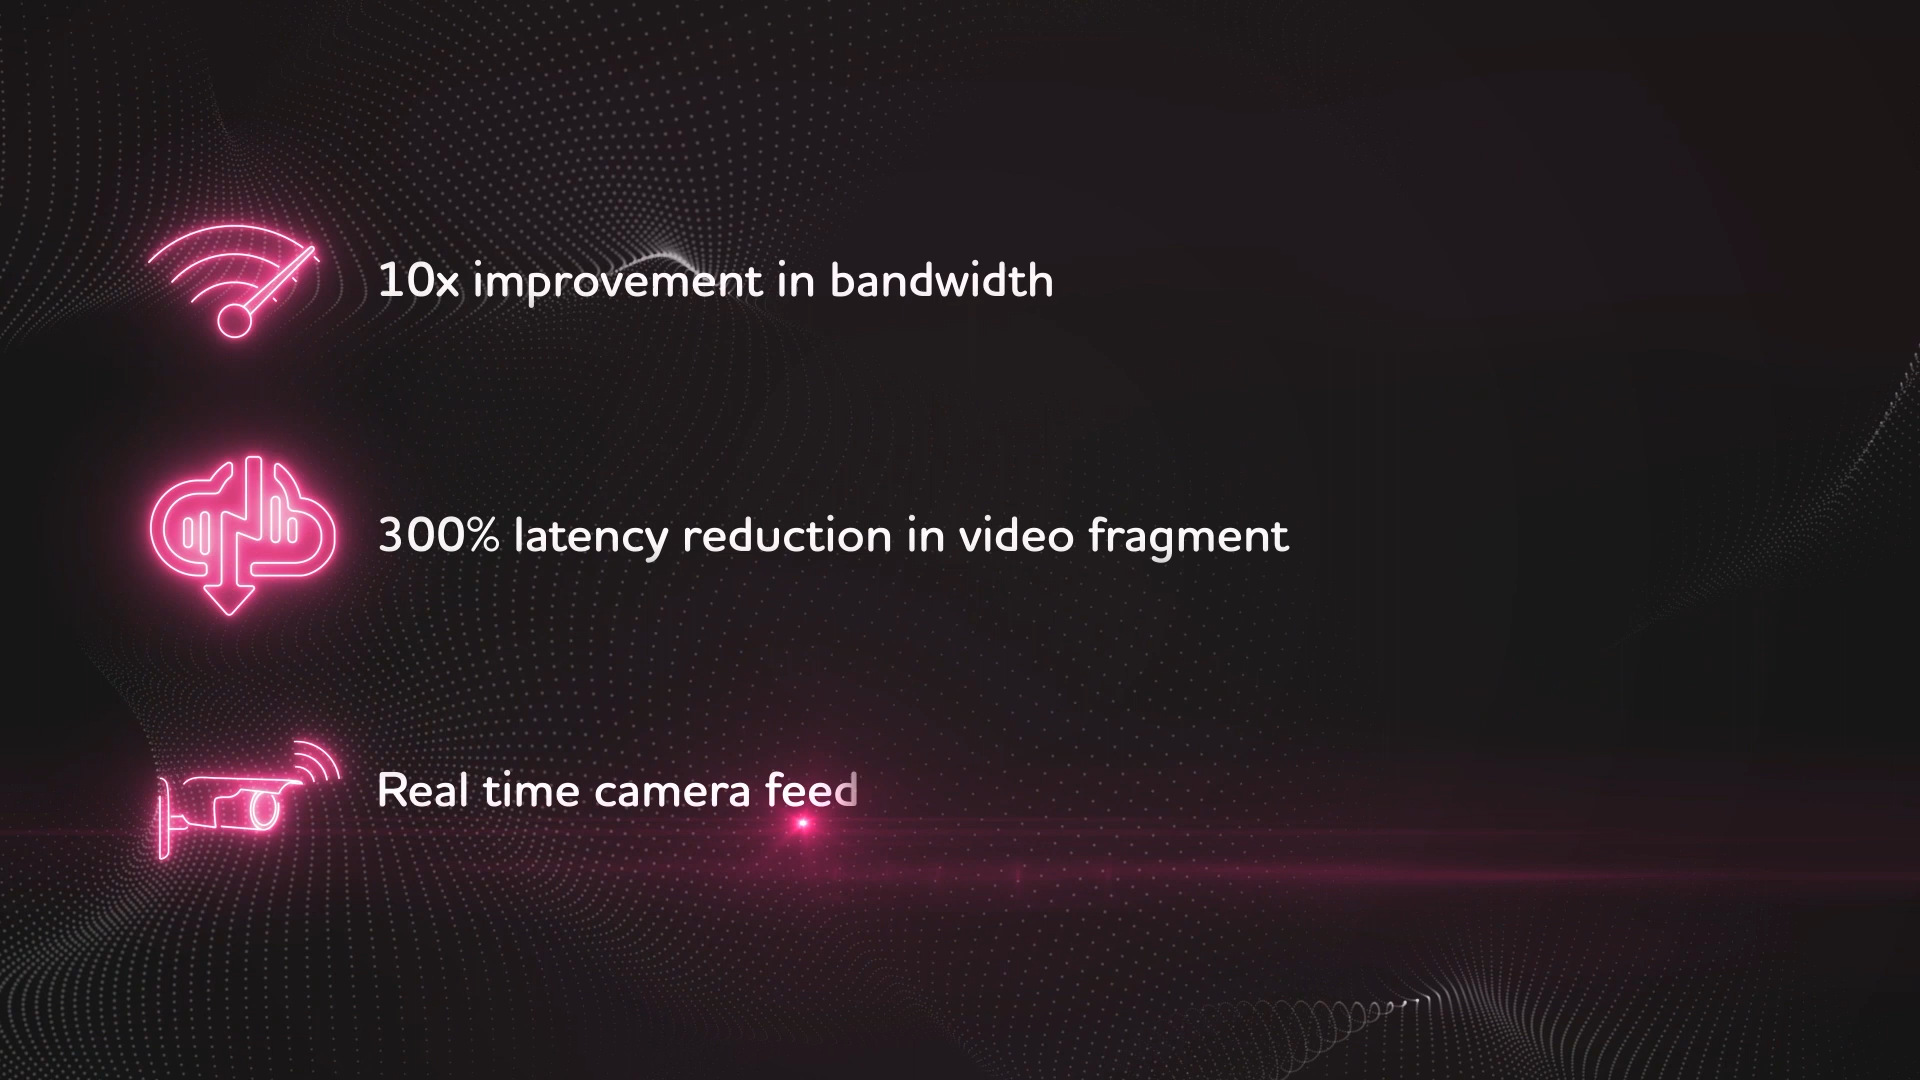 10x improvement in bandwidth
300% latency reduction in video fragment
Real time camera feed